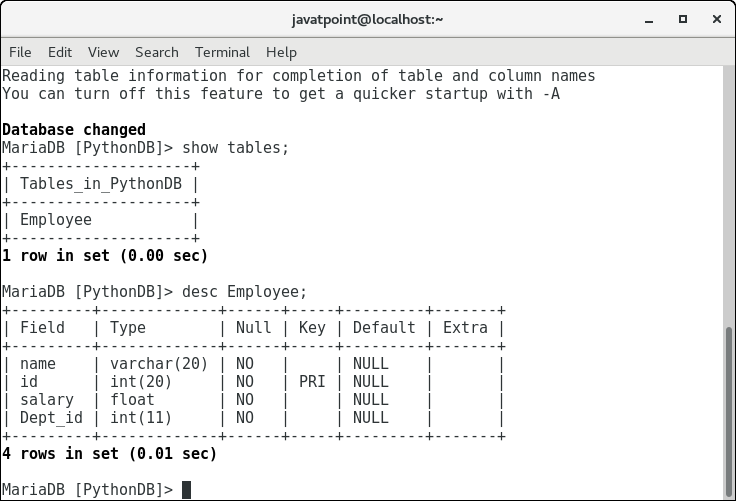 javatpoint@localhost:~
File Edit View Search Terminal Help
Reading table information for completion of table and column names
You can turn off this feature to get a quicker startup with -A
Database changed
MariaDB [PythonDB]> show tables;
+--------------------+
| Tables_in_PythonDB |
+--------------------+
| Employee           |
+--------------------+
1 row in set (0.00 sec)
MariaDB [PythonDB]> desc Employee;
+---------+-------------+------+-----+---------+-------+
| Field   | Type        | Null | Key | Default | Extra |
+---------+-------------+------+-----+---------+-------+
| name    | varchar(20) | NO   |     | NULL    |       |
| id      | int(20)     | NO   | PRI | NULL    |       |
| salary  | float       | NO   |     | NULL    |       |
| Dept_id | int(11)     | NO   |     | NULL    |       |
+---------+-------------+------+-----+---------+-------+
4 rows in set (0.01 sec)
MariaDB [PythonDB]>